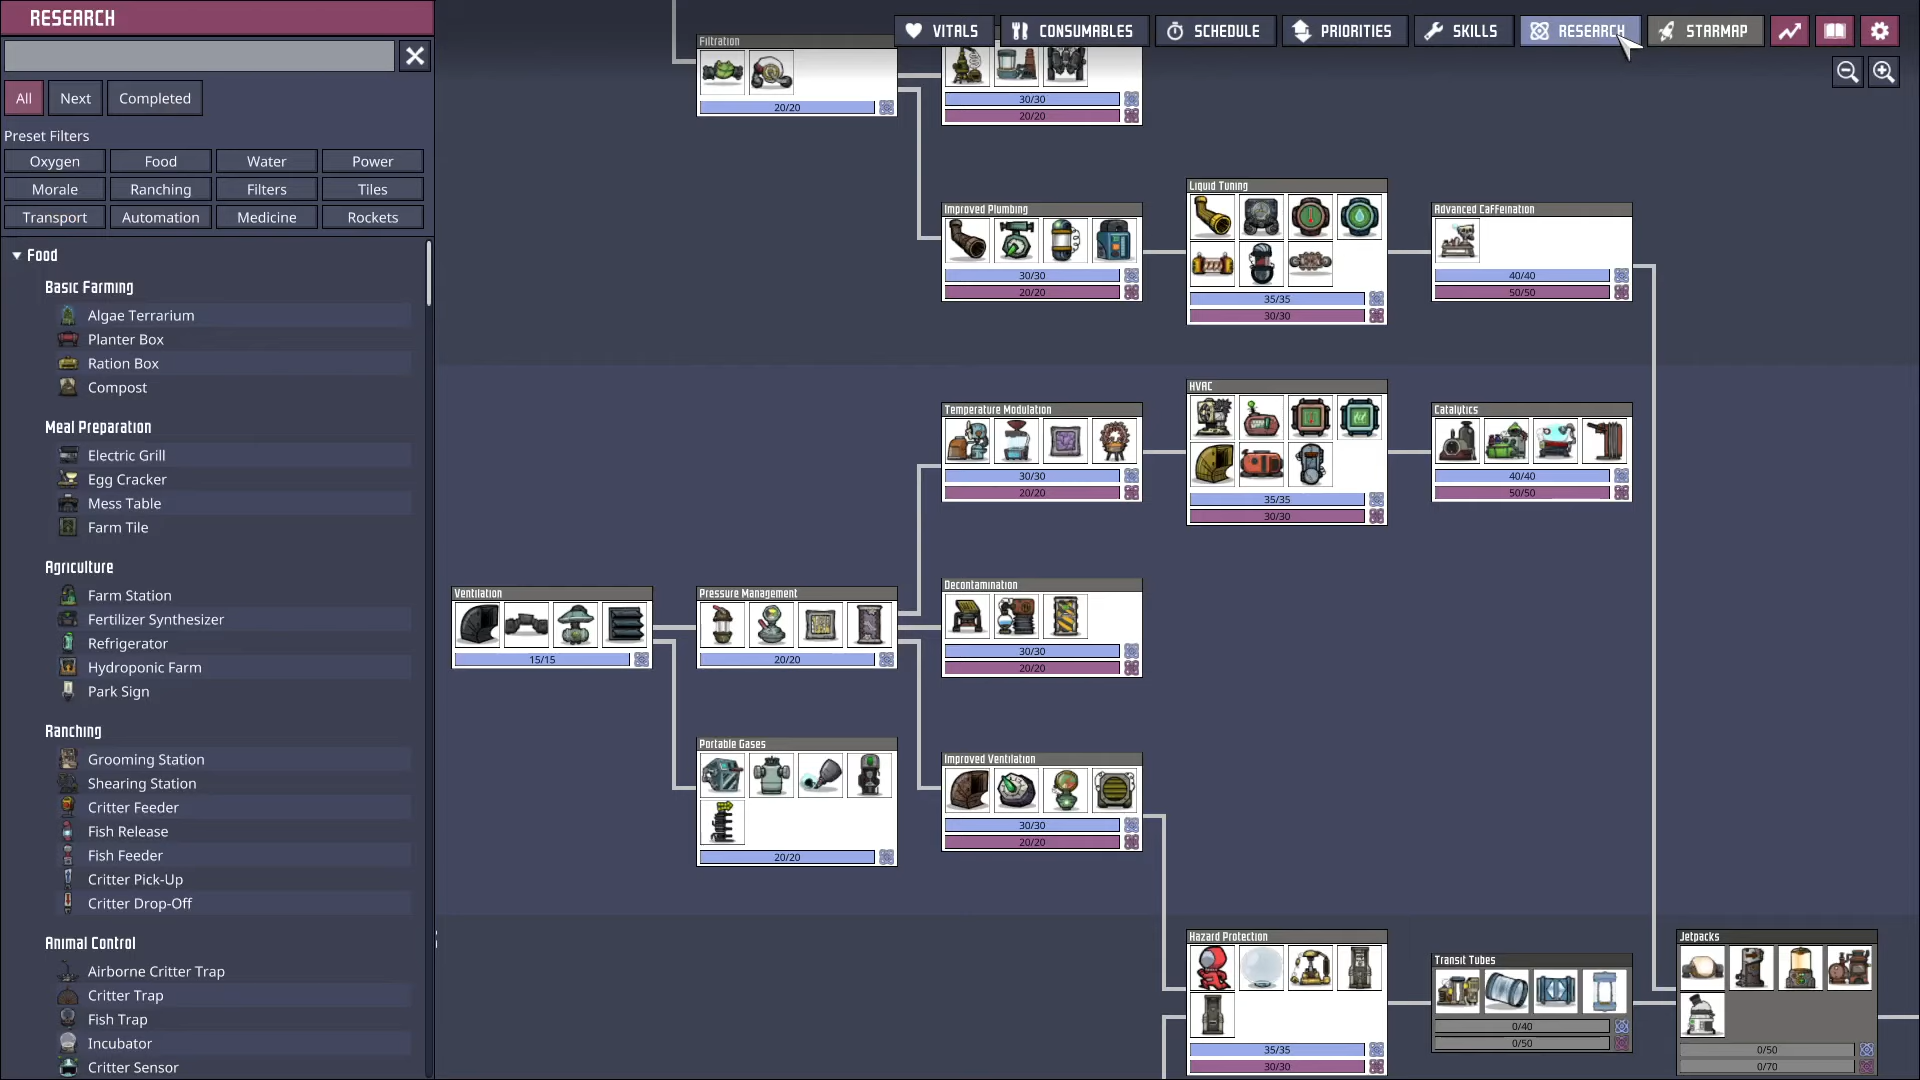 RESEARCH
VITALS
CONSUMABLES
SCHEDULE
PRIORITIES
SKILLS
RESEARCH
STARMAP
All
Next
Completed
Preset Filters
Oxygen
Food
Water
Power
Morale
Ranching
Filters
Tiles
Transport
Automation
Medicine
Rockets
Food
Basic Farming
Algae Terrarium
Planter Box
Ration Box
Compost
Meal Preparation
Electric Grill
Egg Cracker
Mess Table
Farm Tile
Agriculture
Farm Station
Fertilizer Synthesizer
Refrigerator
Hydroponic Farm
Park Sign
Ranching
Grooming Station
Shearing Station
Critter Feeder
Fish Release
Fish Feeder
Critter Pick-Up
Critter Drop-Off
Animal Control
Airborne Critter Trap
Critter Trap
Fish Trap
Incubator
Critter Sensor
Filtration
20/20
30/30
20/20
Improved Plumbing
30/30
20/20
Liquid Tuning
35/35
30/30
Advanced Caffeination
40/40
50/50
Temperature Modulation
30/30
20/20
HVAC
35/35
30/30
Catalytics
40/40
50/50
Ventilation
15/15
Pressure Management
20/20
Decontamination
30/30
20/20
Portable Gases
20/20
Improved Ventilation
30/30
20/20
Hazard Protection
35/35
30/30
Transit Tubes
0/40
0/50
Jetpacks
0/50
0/70